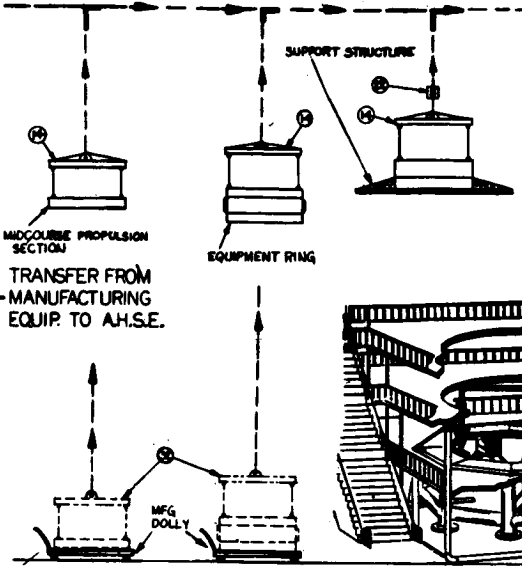 SUPPORT STRUCTURE
MIDCOURSE PROPULSION
SECTION
EQUIPMENT RING
TRANSFER FROM
MANUFACTURING
EQUIP. TO A.H.S.E.
MFG
DOLLY